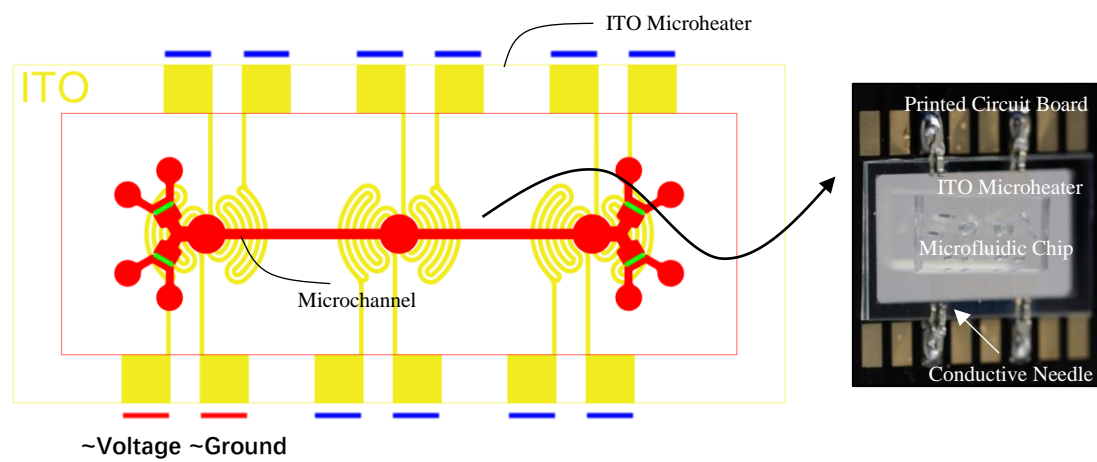 ITO Microheater
ITO
Printed Circuit Board
ITO Microheater
Microfluidic Chip
Microchannel
Conductive Needle
~Voltage ~Ground